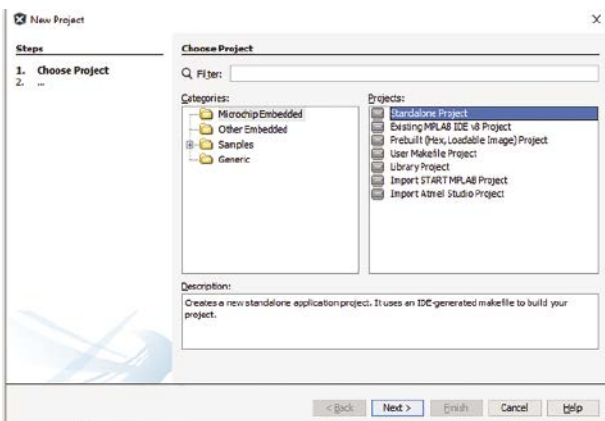 New Project
Steps
1. Choose Project
2. ...
Choose Project
Filter:
Categories:
Microchip Embedded
Other Embedded
Samples
Generic
Projects:
Standalone Project
Existing MPLAB IDE v8 Project
Prebuilt (Hex, Loadable Image) Project
User Makefile Project
Library Project
Import START MPLAB Project
Import Atmel Studio Project
Description:
Creates a new standalone application project. It uses an IDE-generated makefile to build your
project.
< Back Next > Finish Cancel Help